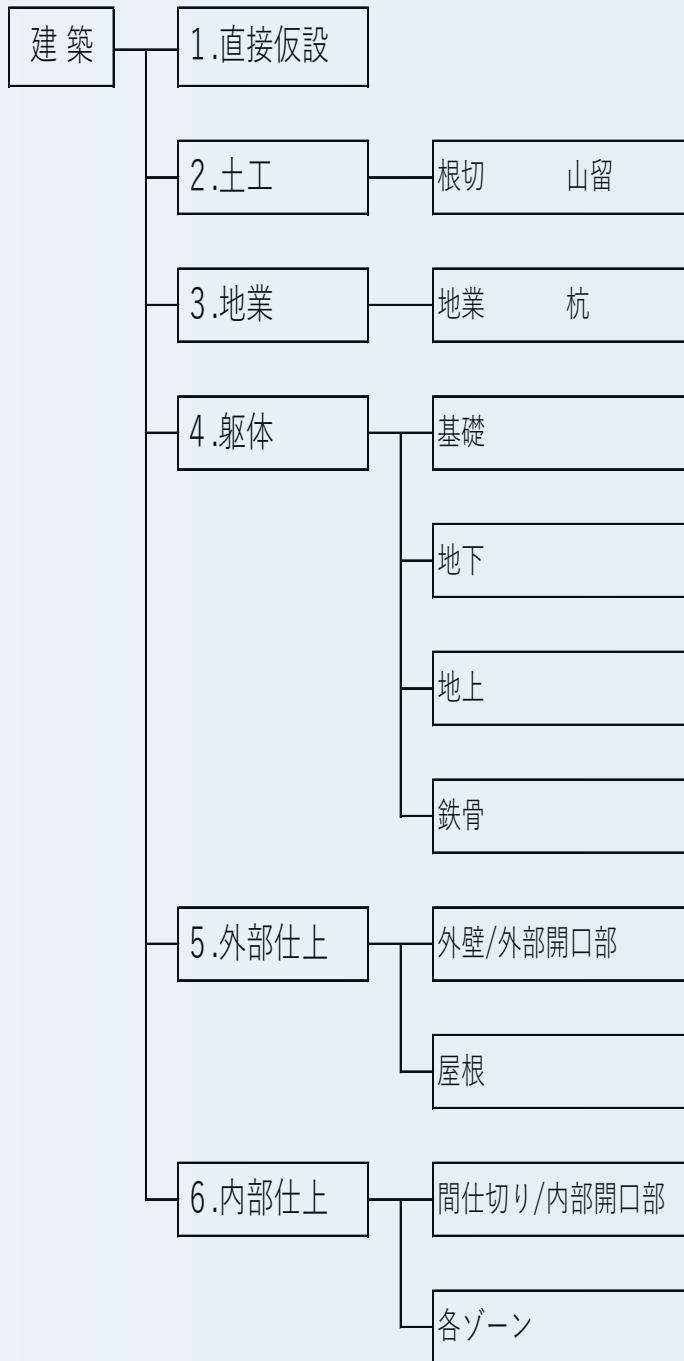 建築
1.直接仮設
2.土工
根切 山留
3.地業
地業 杭
4.躯体
基礎
地下
地上
鉄骨
5.外部仕上
外壁/外部開口部
屋根
6.内部仕上
間仕切り/内部開口部
各ゾーン